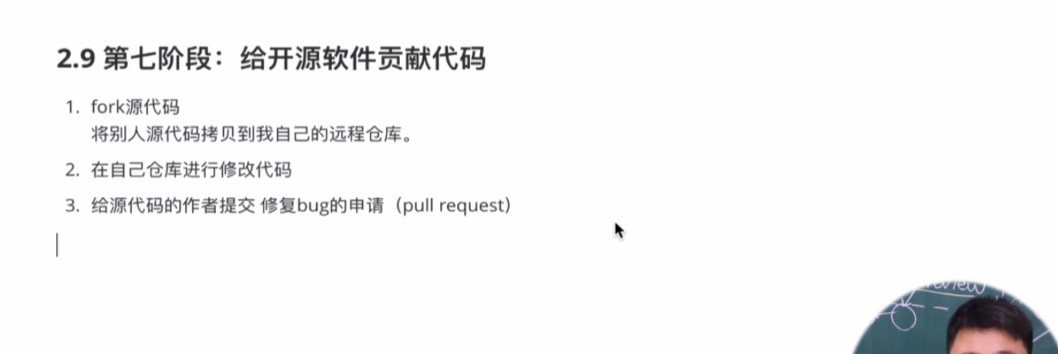 2.9 第七阶段：给开源软件贡献代码
1. fork源代码
将别人源代码拷贝到我自己的远程仓库。
2. 在自己仓库进行修改代码
3. 给源代码的作者提交 修复bug的申请（pull request）